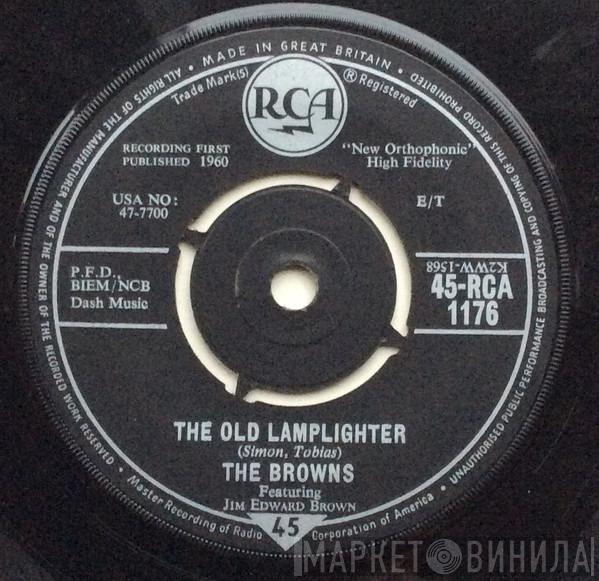 ALL RIGHTS OF THE MANUFACTURER AND OF THE OWNER OF THE RECORDED WORK RESERVED • MADE IN GREAT BRITAIN • UNAUTHORISED PUBLIC PERFORMANCE BROADCASTING AND COPYING OF THIS RECORD PROHIBITED
Trade Mark(s)
RCA
® Registered
RECORDING FIRST
PUBLISHED 1960
"New Orthophonic"
High Fidelity
USA NO:
47-7700
E/T
P.F.D.,
BIEM/NCB
Dash Music
K2WW-1568
45-RCA
1176
THE OLD LAMPLIGHTER
(Simon, Tobias)
THE BROWNS
Featuring
JIM EDWARD BROWN
45
Master Recording of Radio Corporation of America •
МАРКЕТ ВИНИЛА